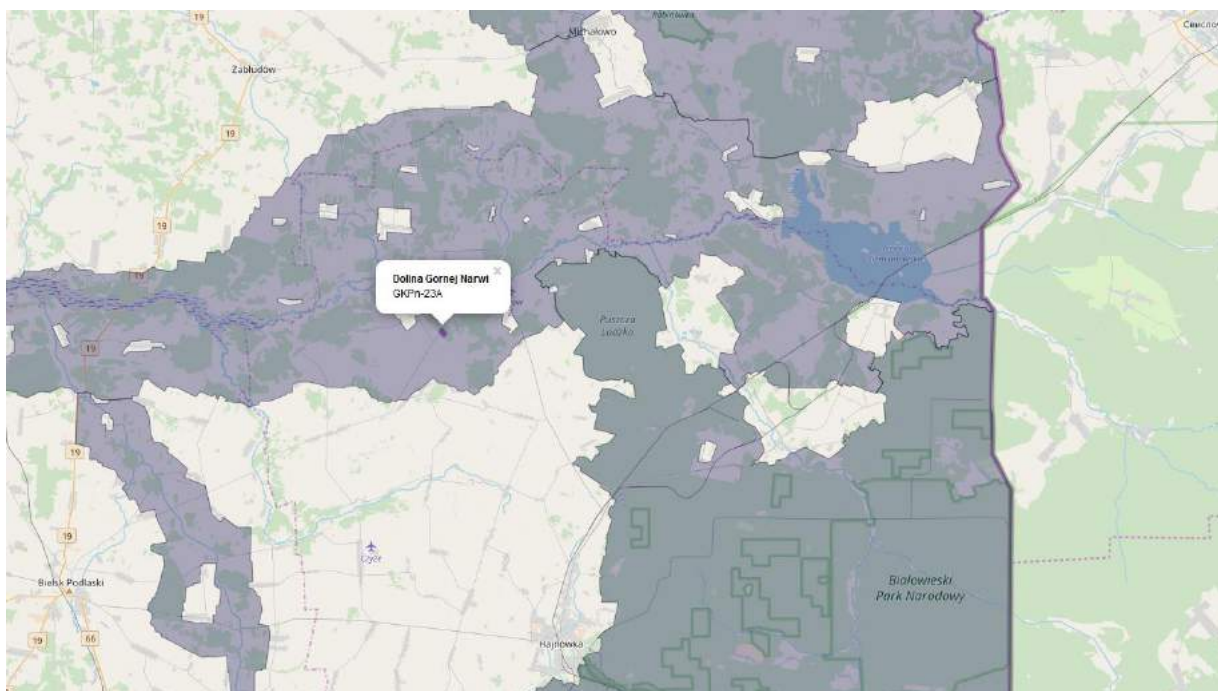 Michałowo
Zabłudów
19
19
19
19
Dolina Gornej Narwi
GKPn-23A
Puszcza
Ladzka
19
19
19
66
Bielsk Podlaski
Hajnówka
Białowieski
Park Narodowy